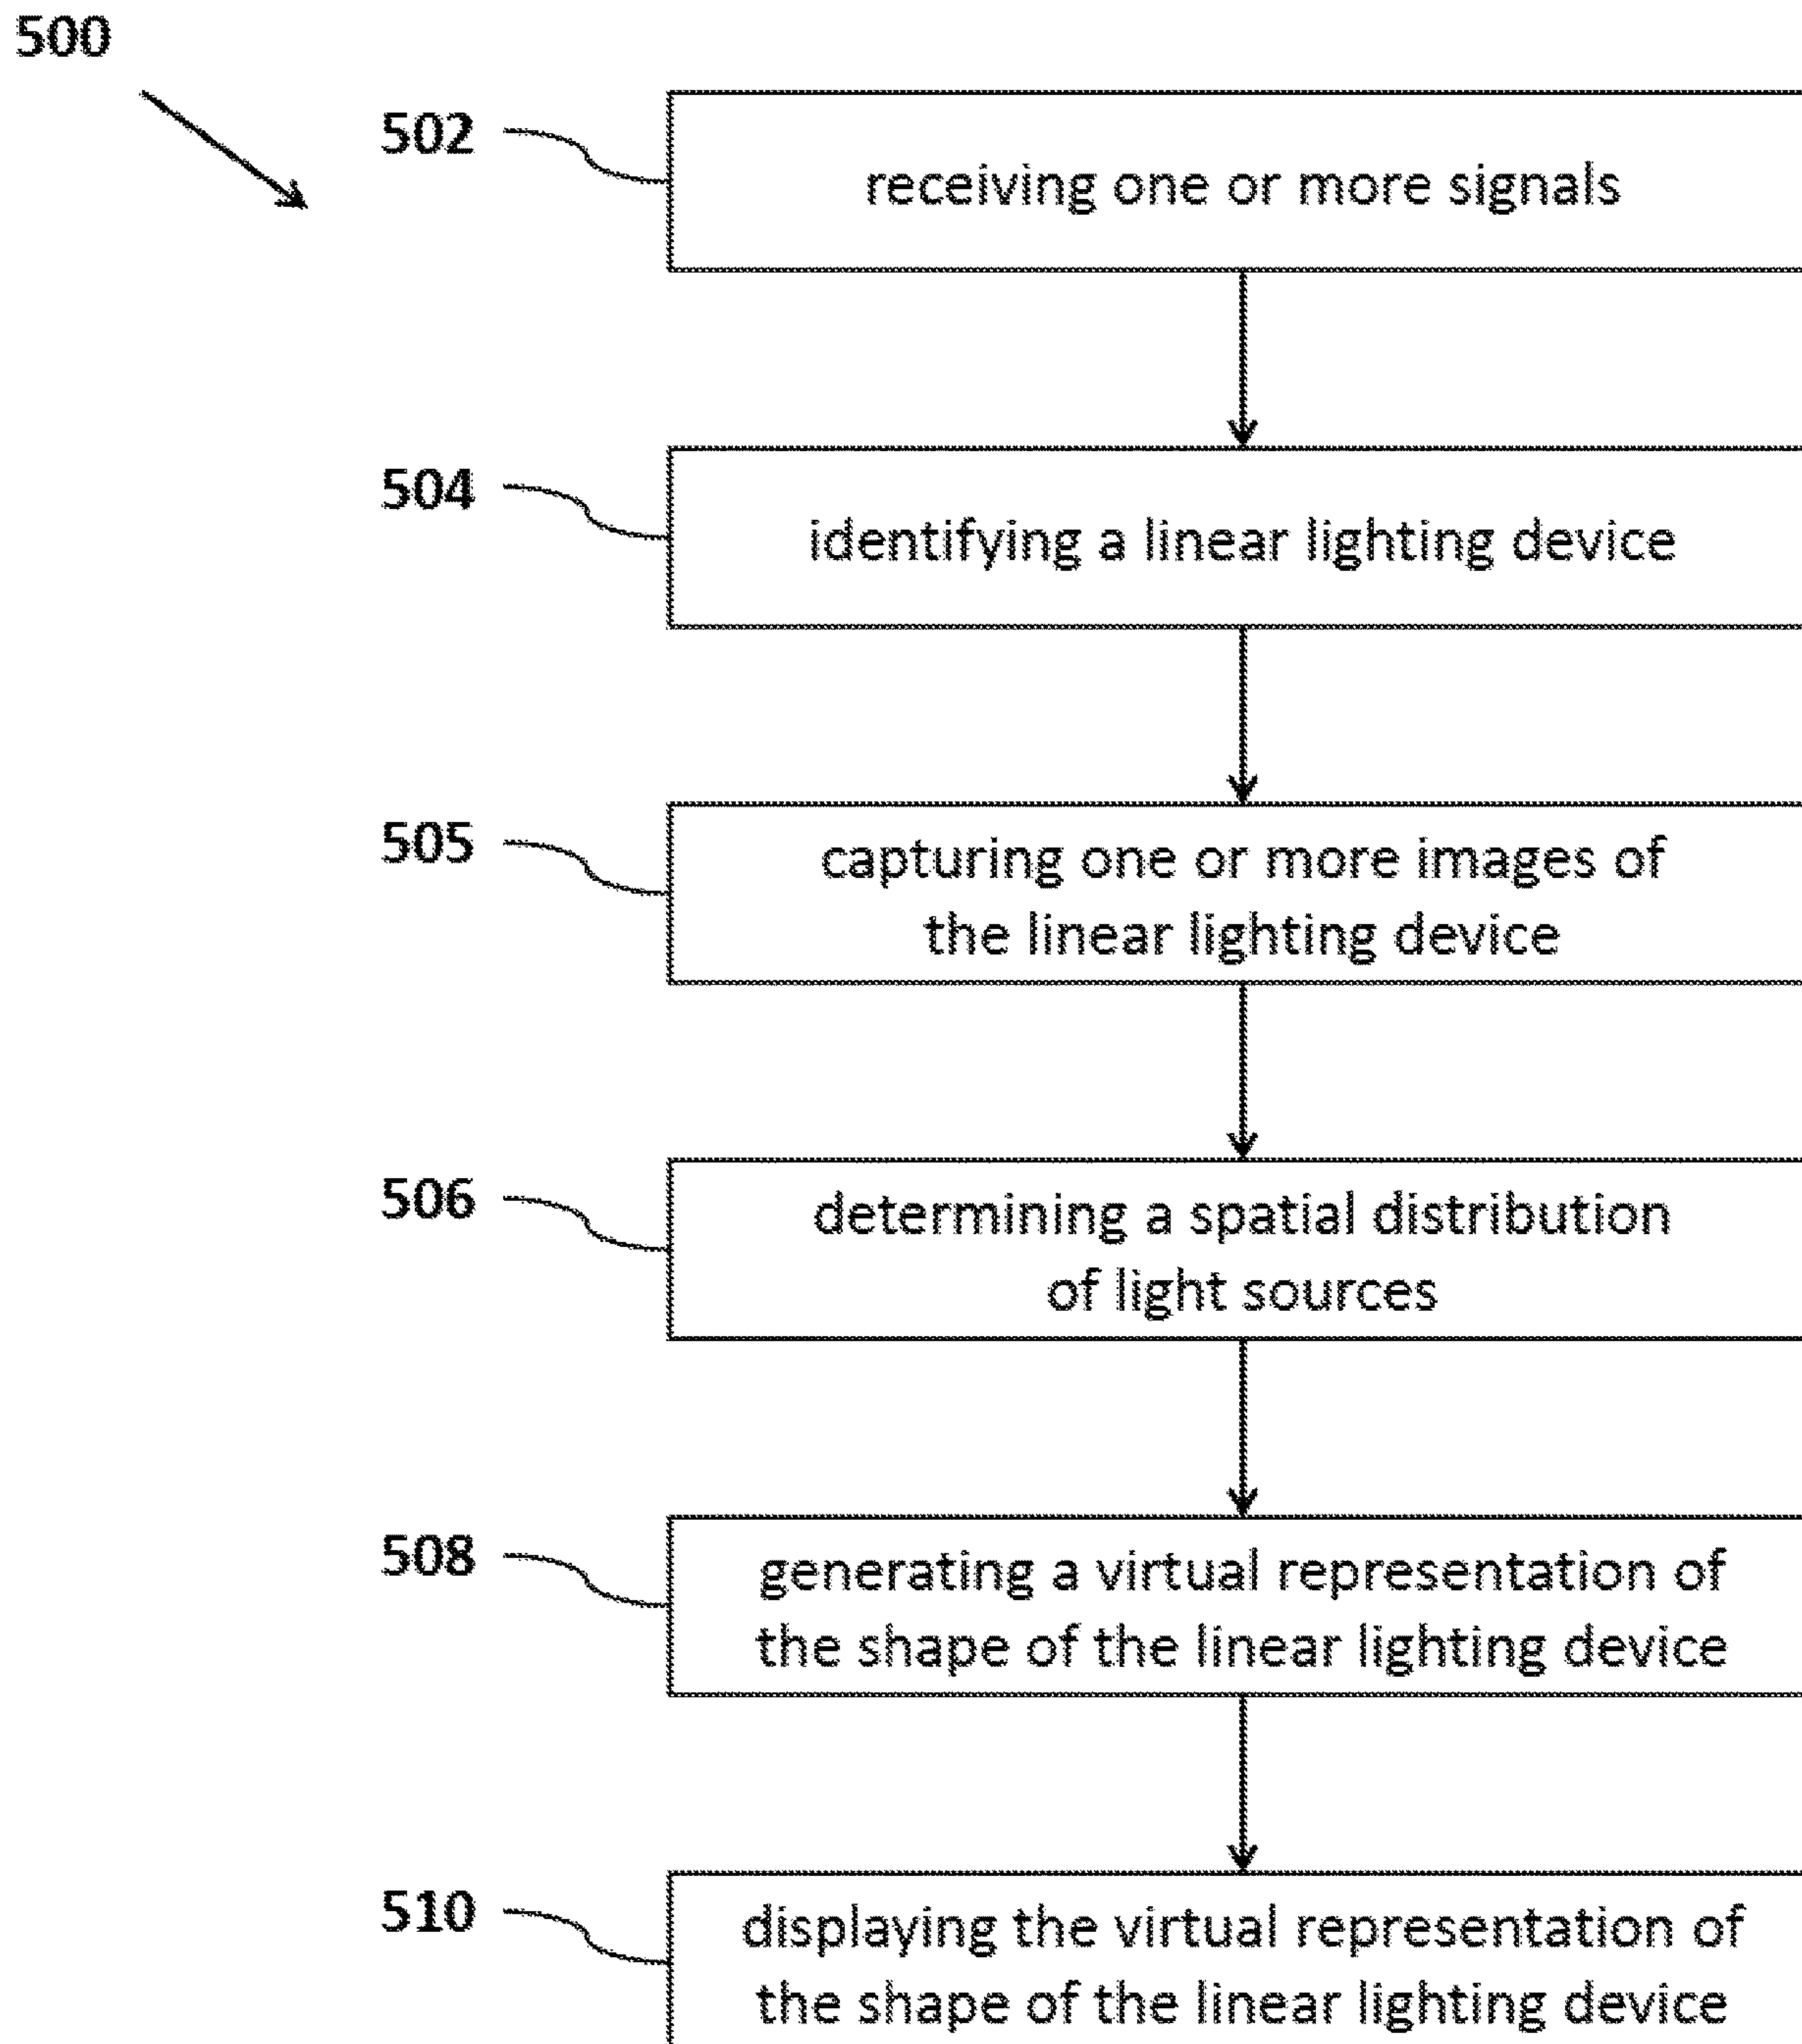 500
502
receiving one or more signals
504
identifying a linear lighting device
505
capturing one or more images of
the linear lighting device
506
determining a spatial distribution
of light sources
508
generating a virtual representation of
the shape of the linear lighting device
510
displaying the virtual representation of
the shape of the linear lighting device